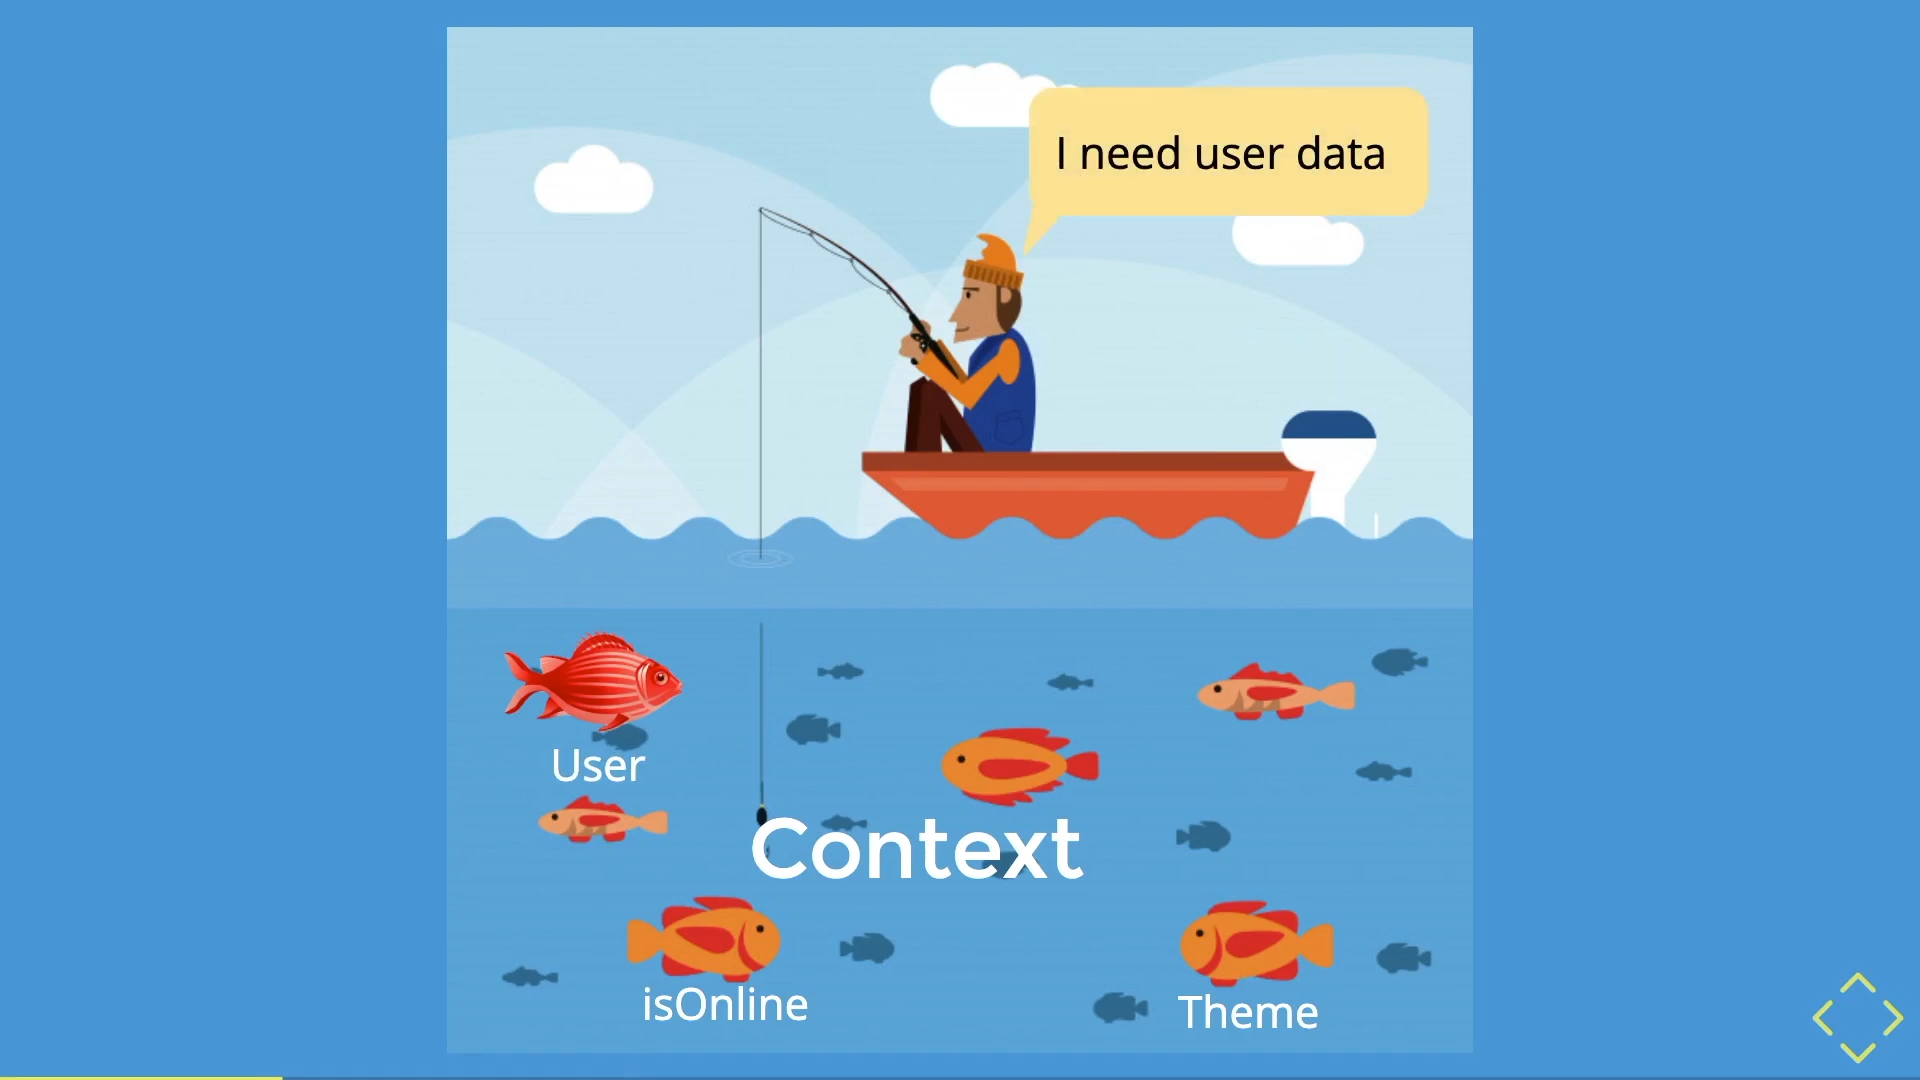 I need user data
User
Context
isOnline
Theme